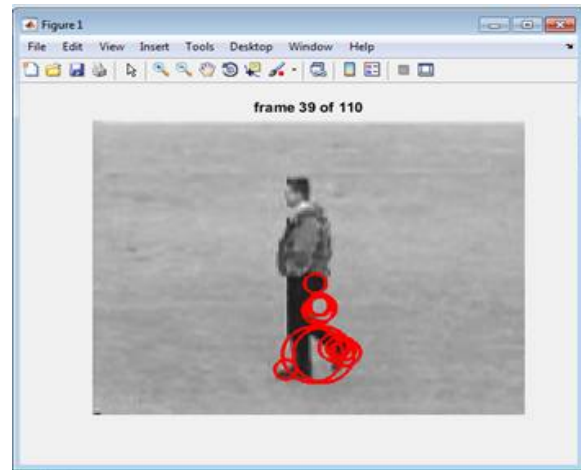 Figure 1
File Edit View Insert Tools Desktop Window Help
frame 39 of 110